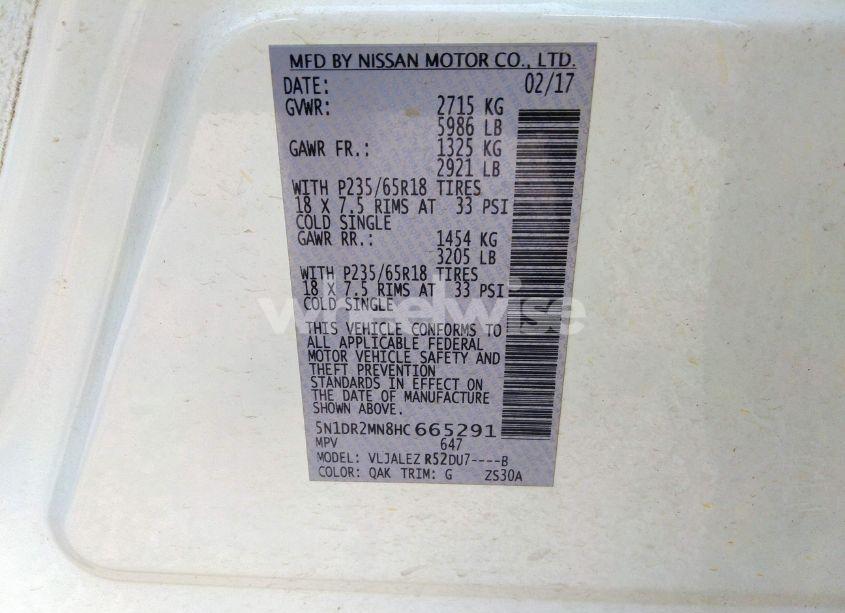 MFD BY NISSAN MOTOR CO., LTD.
DATE: 02/17
GVWR: 2715 KG
5986 LB
GAWR FR.: 1325 KG
2921 LB
WITH P235/65R18 TIRES
18 X 7.5 RIMS AT 33 PSI
COLD SINGLE
GAWR RR.: 1454 KG
3205 LB
WITH P235/65R18 TIRES
18 X 7.5 RIMS AT 33 PSI
COLD SINGLE
wheelwise
THIS VEHICLE CONFORMS TO
ALL APPLICABLE FEDERAL
MOTOR VEHICLE SAFETY AND
THEFT PREVENTION
STANDARDS IN EFFECT ON
THE DATE OF MANUFACTURE
SHOWN ABOVE.
5N1DR2MN8HC665291
MPV 647
MODEL: VLJALEZ R52DU7----B
COLOR: QAK TRIM: G ZS30A